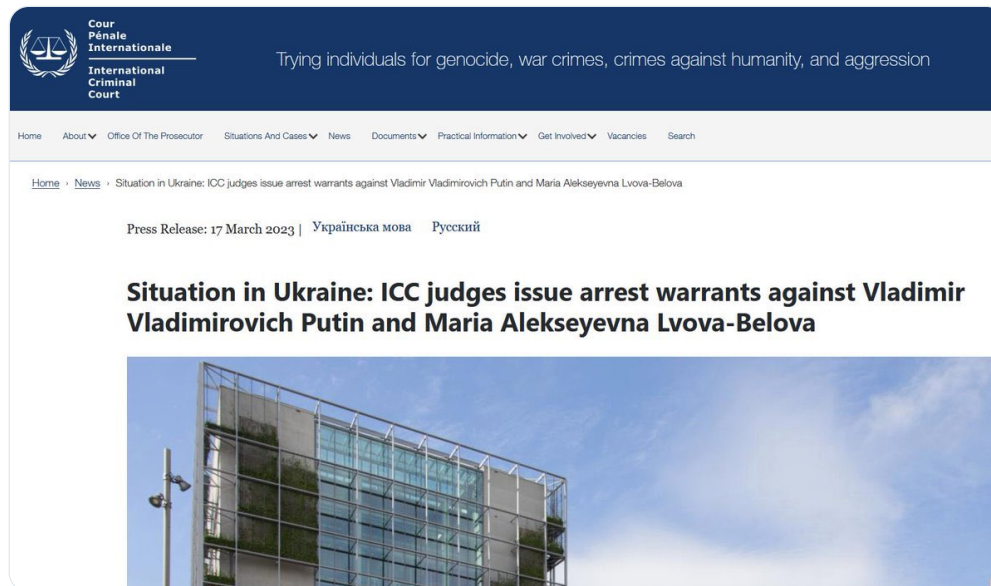 Cour
Pénale
Internationale
International
Criminal
Court
Trying individuals for genocide, war crimes, crimes against humanity, and aggression
Home About Office Of The Prosecutor Situations And Cases News Documents Practical Information Get Involved Vacancies Search
Home › News › Situation in Ukraine: ICC judges issue arrest warrants against Vladimir Vladimirovich Putin and Maria Alekseyevna Lvova-Belova
Press Release: 17 March 2023 | Українська мова Русский
Situation in Ukraine: ICC judges issue arrest warrants against Vladimir
Vladimirovich Putin and Maria Alekseyevna Lvova-Belova